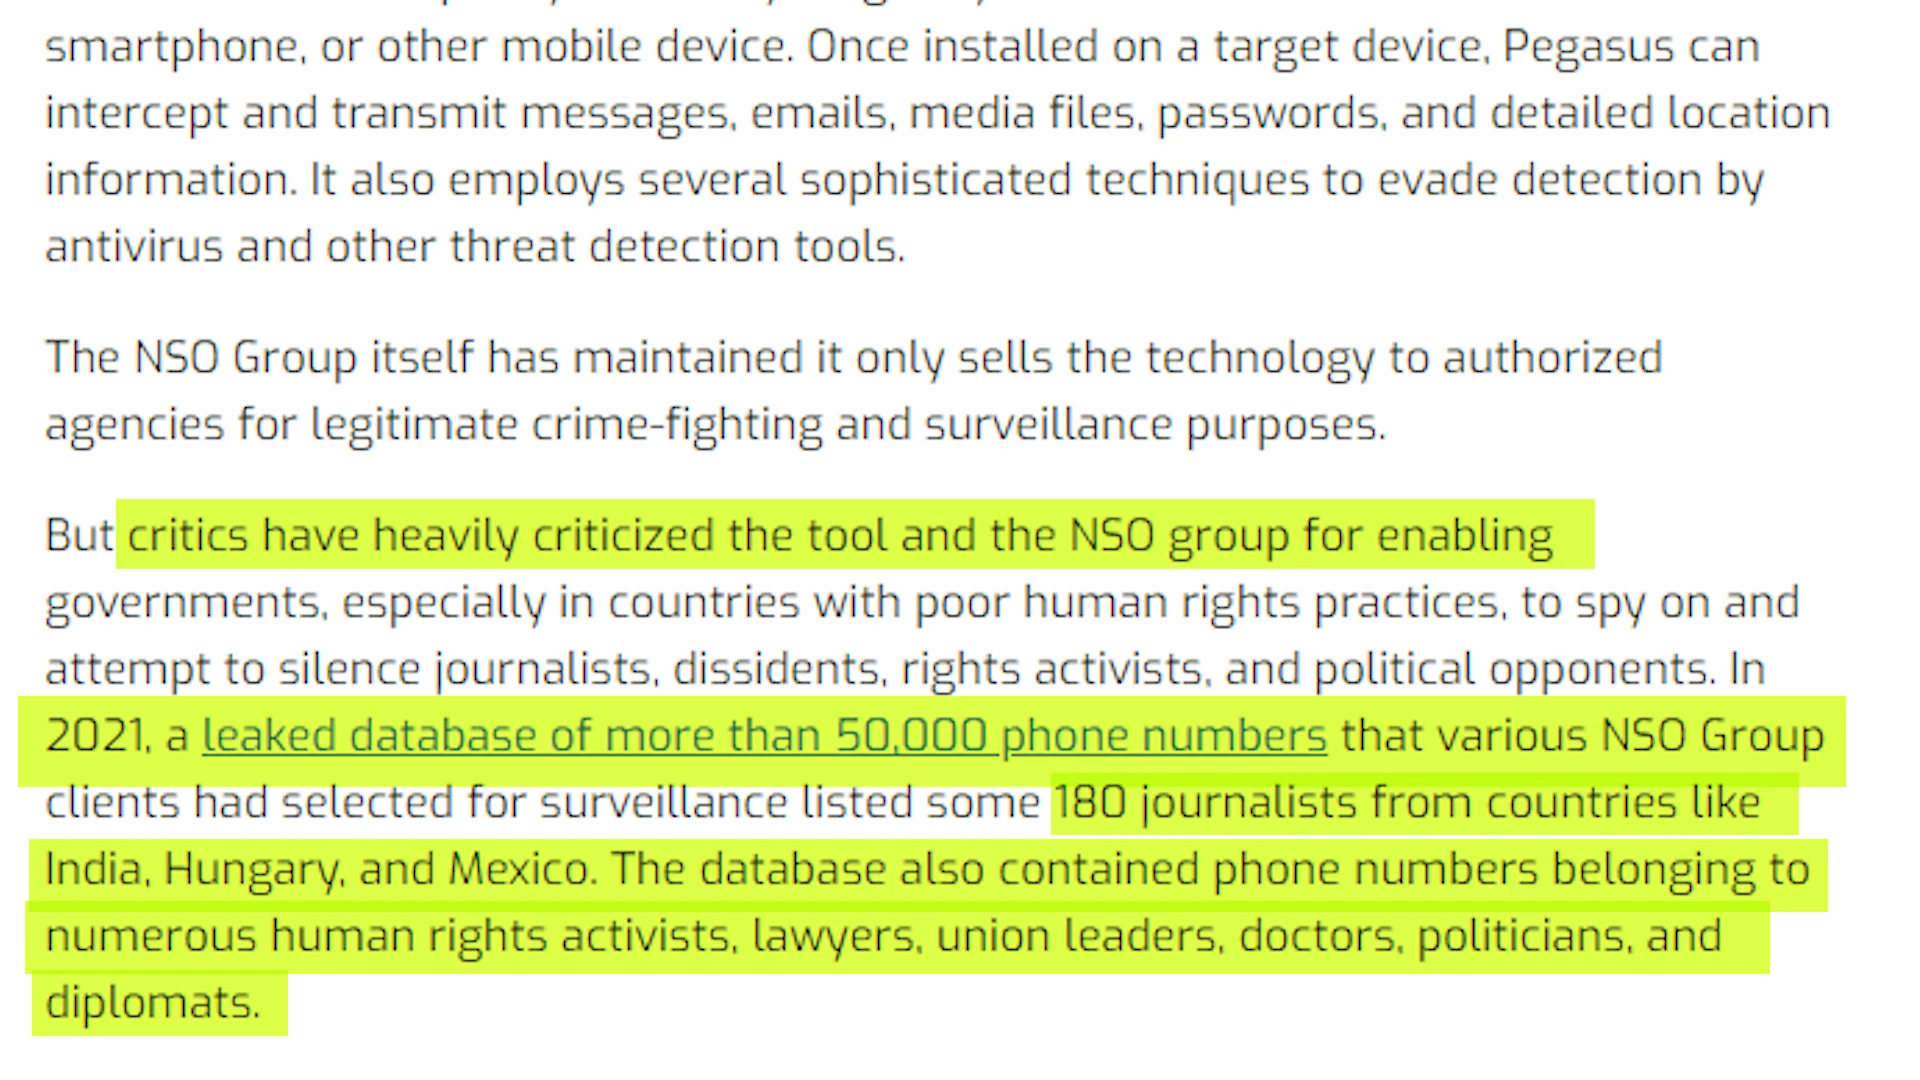 smartphone, or other mobile device. Once installed on a target device, Pegasus can
intercept and transmit messages, emails, media files, passwords, and detailed location
information. It also employs several sophisticated techniques to evade detection by
antivirus and other threat detection tools.
The NSO Group itself has maintained it only sells the technology to authorized
agencies for legitimate crime-fighting and surveillance purposes.
But critics have heavily criticized the tool and the NSO group for enabling
governments, especially in countries with poor human rights practices, to spy on and
attempt to silence journalists, dissidents, rights activists, and political opponents. In
2021, a leaked database of more than 50,000 phone numbers that various NSO Group
clients had selected for surveillance listed some 180 journalists from countries like
India, Hungary, and Mexico. The database also contained phone numbers belonging to
numerous human rights activists, lawyers, union leaders, doctors, politicians, and
diplomats.